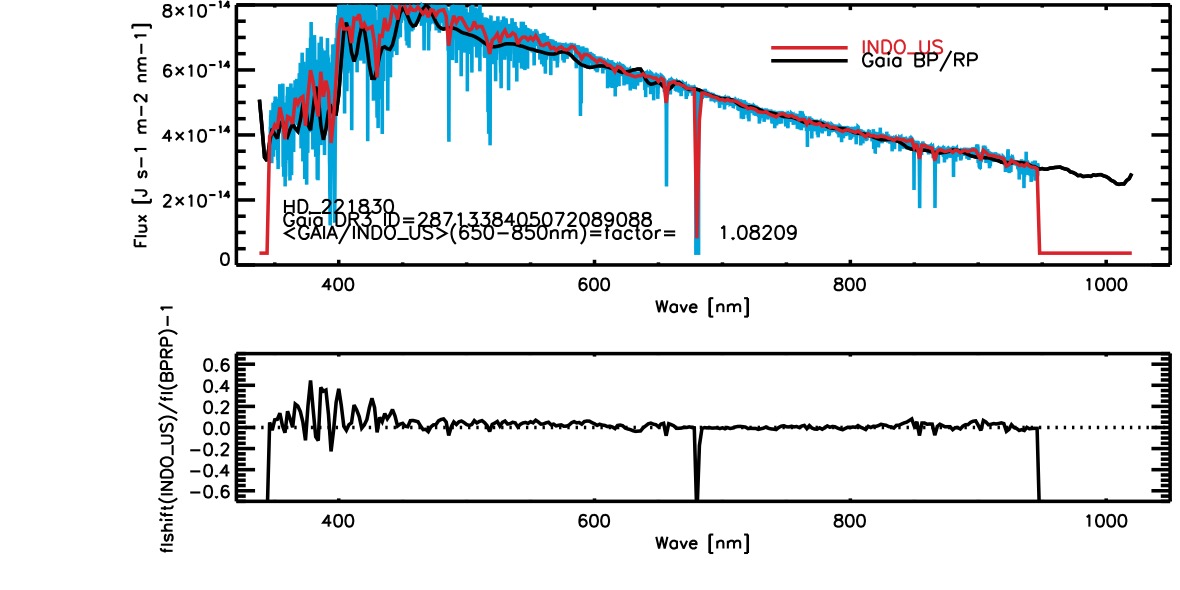 8×10−14
6×10−14
4×10−14
2×10−14
0
Flux [J s−1 m−2 nm−1]
INDO_US
Gaia BP/RP
HD_221830
Gaia DR3 ID=2871338405072089088
<GAIA/INDO_US>(650−850nm)=factor= 1.08209
400 600 800 1000
Wave [nm]
flshift(INDO_US)/fl(BPRP)−1
0.6
0.4
0.2
0.0
−0.2
−0.4
−0.6
400 600 800 1000
Wave [nm]